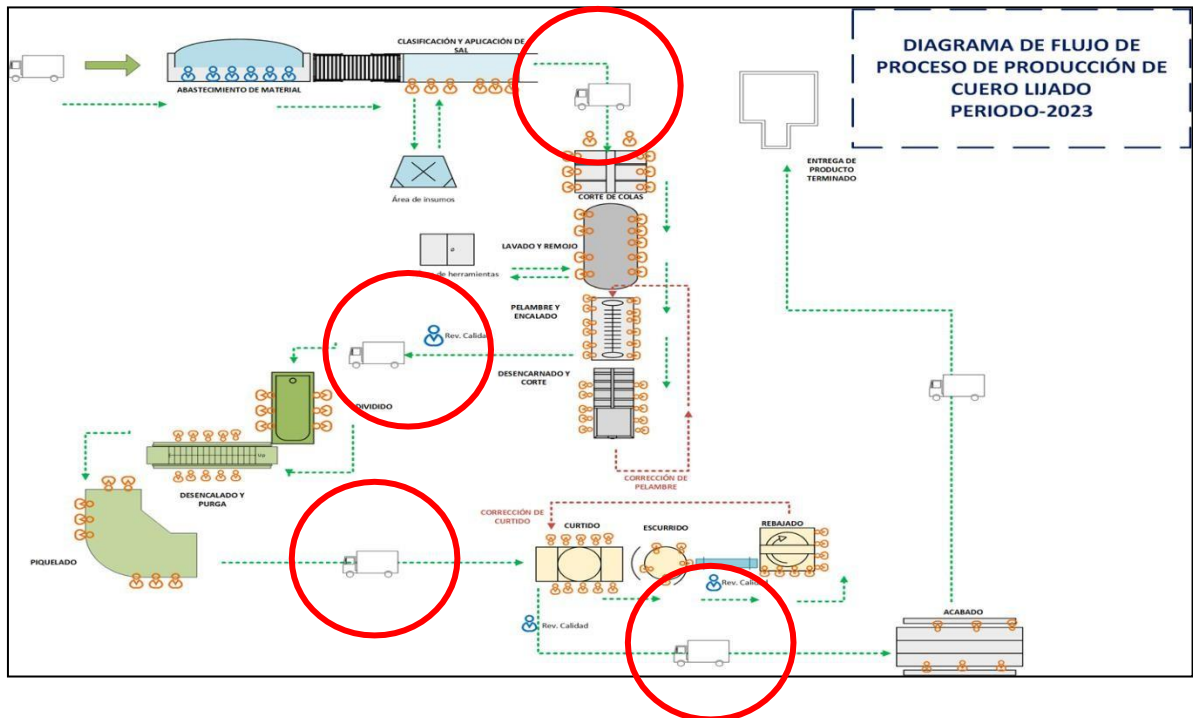 DIAGRAMA DE FLUJO DE
PROCESO DE PRODUCCIÓN DE
CUERO LIJADO
PERIODO-2023
CLASIFICACIÓN Y APLICACIÓN DE
SAL
ABASTECIMIENTO DE MATERIAL
Área de insumos
CORTE DE COLAS
ENTREGA DE
PRODUCTO
TERMINADO
LAVADO Y REMOJO
de herramientas
PELAMBRE Y
ENCALADO
Rev. Calidad
DESENCARNADO Y
CORTE
DIVIDIDO
CORRECCIÓN DE
PELAMBRE
DESENCALADO Y
PURGA
CORRECCIÓN DE
CURTIDO
CURTIDO
ESCURRIDO
REBAJADO
PIQUELADO
Rev. Calidad
Rev. Calidad
ACABADO